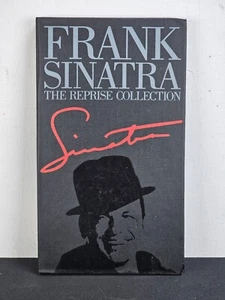 FRANK
SINATRA
THE REPRISE COLLECTION
Sinatra